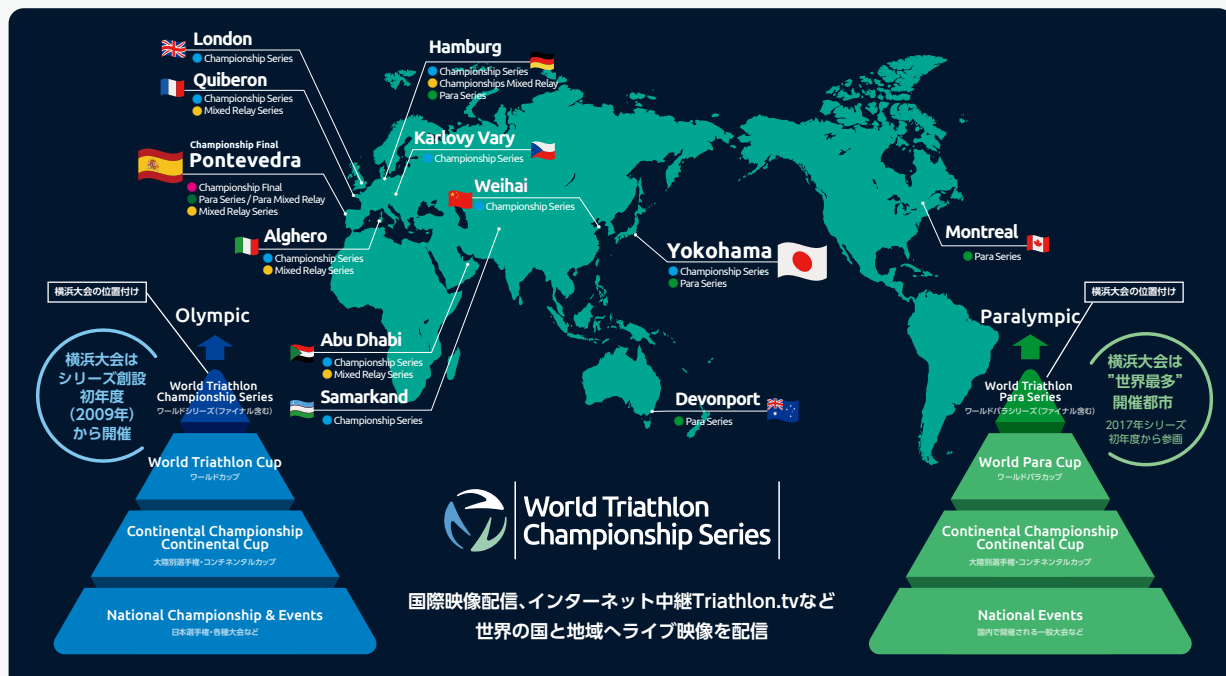 London
Championship Series
Quiberon
Championship Series
Mixed Relay Series
Championship Final
Pontevedra
Championship FInal
Para Series / Para Mixed Relay
Mixed Relay Series
Alghero
Championship Series
Mixed Relay Series
Hamburg
Championship Series
Championships Mixed Relay
Para Series
Karlovy Vary
Championship Series
Weihai
Championship Series
Yokohama
Championship Series
Para Series
Montreal
Para Series
Abu Dhabi
Championship Series
Mixed Relay Series
Samarkand
Championship Series
Devonport
Para Series
横浜大会の位置付け
Olympic
横浜大会は
シリーズ創設
初年度
（2009年）
から開催
World Triathlon
Championship Series
ワールドシリーズ（ファイナル含む）
World Triathlon Cup
ワールドカップ
Continental Championship
Continental Cup
大陸別選手権・コンチネンタルカップ
National Championship & Events
日本選手権・各種大会など
World Triathlon
Championship Series
国際映像配信、インターネット中継Triathlon.tvなど
世界の国と地域へライブ映像を配信
横浜大会の位置付け
Paralympic
横浜大会は
”世界最多”
開催都市
2017年シリーズ
初年度から参画
World Triathlon
Para Series
ワールドパラシリーズ（ファイナル含む）
World Para Cup
ワールドパラカップ
Continental Championship
Continental Cup
大陸別選手権・コンチネンタルカップ
National Events
国内で開催される一般大会など